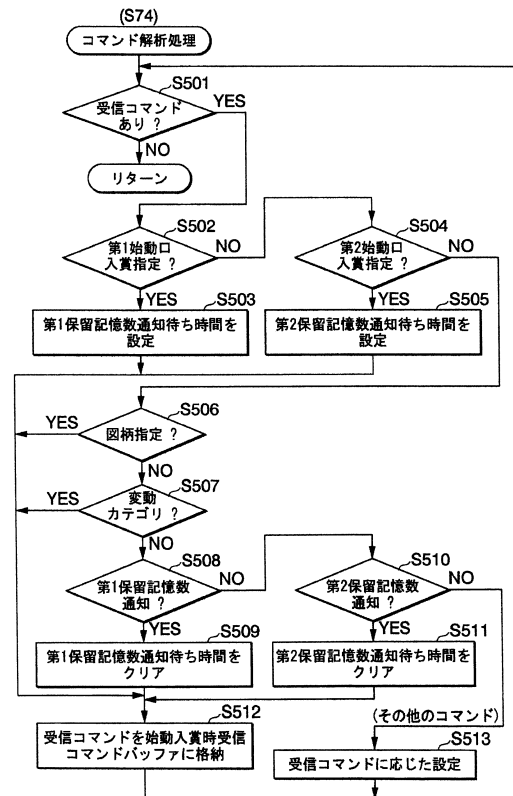 (S74)
コマンド解析処理
S501
受信コマンド
あり ?
YES
NO
リターン
S502
第1始動口
入賞指定 ?
NO
YES
S504
第2始動口
入賞指定 ?
NO
YES
S503
第1保留記憶数通知待ち時間を
設定
S505
第2保留記憶数通知待ち時間を
設定
S506
YES
図柄指定 ?
NO
S507
YES
変動
カテゴリ ?
NO
S508
第1保留記憶数
通知 ?
NO
YES
S510
第2保留記憶数
通知 ?
NO
YES
S509
第1保留記憶数通知待ち時間を
クリア
S511
第2保留記憶数通知待ち時間を
クリア
S512
受信コマンドを始動入賞時受信
コマンドバッファに格納
(その他のコマンド)
S513
受信コマンドに応じた設定